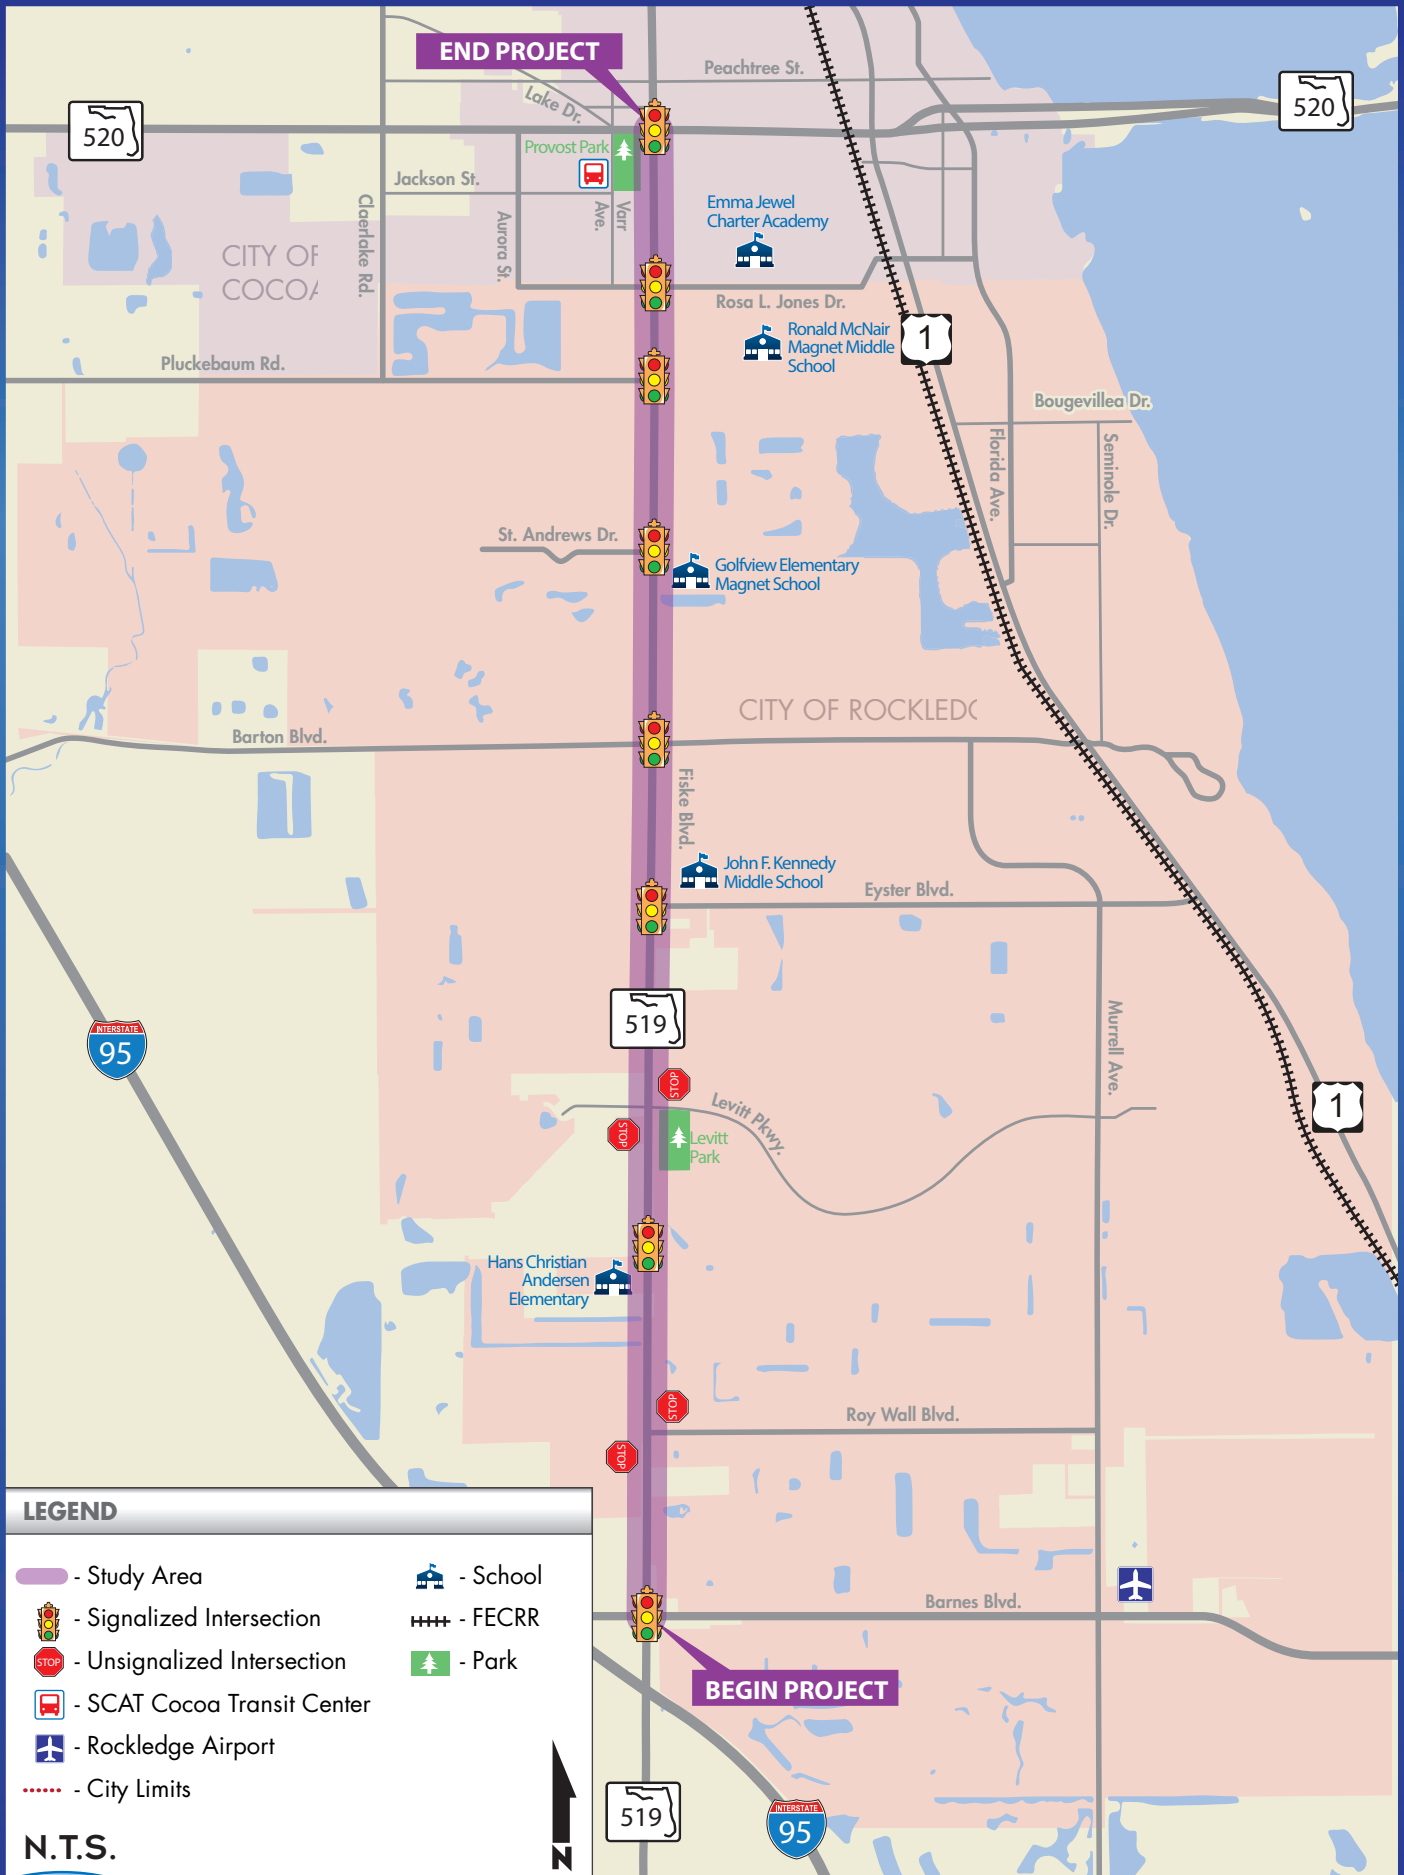 END PROJECT
Peachtree St.
Lake Dr.
520
520
Provost Park
Jackson St.
Claerlake Rd.
Aurora St.
Varr
Ave.
Emma Jewel
Charter Academy
CITY OF
COCOA
Rosa L. Jones Dr.
Ronald McNair
Magnet Middle
School
1
Pluckebaum Rd.
Bougevillea Dr.
Florida Ave.
Seminole Dr.
St. Andrews Dr.
Golfview Elementary
Magnet School
CITY OF ROCKLEDG
Barton Blvd.
Fiske Blvd.
John F. Kennedy
Middle School
Eyster Blvd.
519
INTERSTATE
95
Murrell Ave.
STOP
Levitt Pkwy.
STOP
Levitt
Park
1
Hans Christian
Andersen
Elementary
STOP
Roy Wall Blvd.
STOP
Barnes Blvd.
BEGIN PROJECT
519
INTERSTATE
95
LEGEND
- Study Area
- Signalized Intersection
STOP - Unsignalized Intersection
- SCAT Cocoa Transit Center
- Rockledge Airport
- City Limits
- School
- FECRR
- Park
N.T.S.
N